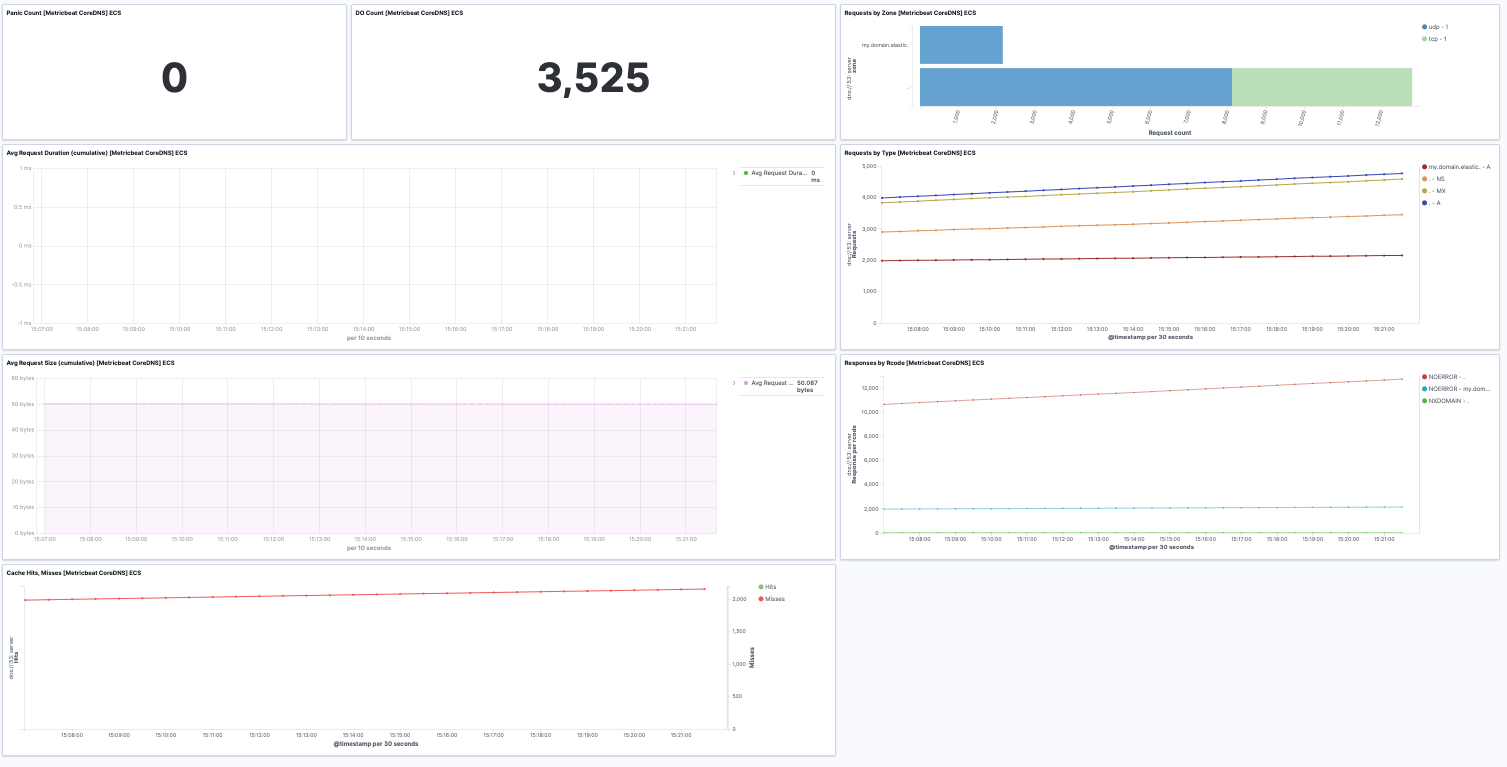 Panic Count [Metricbeat CoreDNS] ECS
0
DO Count [Metricbeat CoreDNS] ECS
3,525
Requests by Zone [Metricbeat CoreDNS] ECS
dns://:53: server
zone
my.domain.elastic.
.
1,000
2,000
3,000
4,000
5,000
6,000
7,000
8,000
9,000
10,000
11,000
12,000
Request count
udp - 1
tcp - 1
Avg Request Duration (cumulative) [Metricbeat CoreDNS] ECS
1 ms
0.5 ms
0 ms
-0.5 ms
-1 ms
15:07:00
15:08:00
15:09:00
15:10:00
15:11:00
15:12:00
15:13:00
15:14:00
15:15:00
15:16:00
15:17:00
15:18:00
15:19:00
15:20:00
15:21:00
per 10 seconds
Avg Request Dura... 0
ms
Requests by Type [Metricbeat CoreDNS] ECS
dns://:53: server
Requests
5,000
4,000
3,000
2,000
1,000
0
15:08:00
15:09:00
15:10:00
15:11:00
15:12:00
15:13:00
15:14:00
15:15:00
15:16:00
15:17:00
15:18:00
15:19:00
15:20:00
15:21:00
@timestamp per 30 seconds
my.domain.elastic. - A
. - NS
. - MX
. - A
Avg Request Size (cumulative) [Metricbeat CoreDNS] ECS
60 bytes
50 bytes
40 bytes
30 bytes
20 bytes
10 bytes
0 bytes
15:07:00
15:08:00
15:09:00
15:10:00
15:11:00
15:12:00
15:13:00
15:14:00
15:15:00
15:16:00
15:17:00
15:18:00
15:19:00
15:20:00
15:21:00
per 10 seconds
Avg Request ... 50.087
bytes
Responses by Rcode [Metricbeat CoreDNS] ECS
dns://:53: server
Response per rcode
12,000
10,000
8,000
6,000
4,000
2,000
0
15:08:00
15:09:00
15:10:00
15:11:00
15:12:00
15:13:00
15:14:00
15:15:00
15:16:00
15:17:00
15:18:00
15:19:00
15:20:00
15:21:00
@timestamp per 30 seconds
NOERROR - .
NOERROR - my.dom...
NXDOMAIN - .
Cache Hits, Misses [Metricbeat CoreDNS] ECS
dns://:53: server
Hits
15:08:00
15:09:00
15:10:00
15:11:00
15:12:00
15:13:00
15:14:00
15:15:00
15:16:00
15:17:00
15:18:00
15:19:00
15:20:00
15:21:00
@timestamp per 30 seconds
2,000
1,500
1,000
500
0
Misses
Hits
Misses